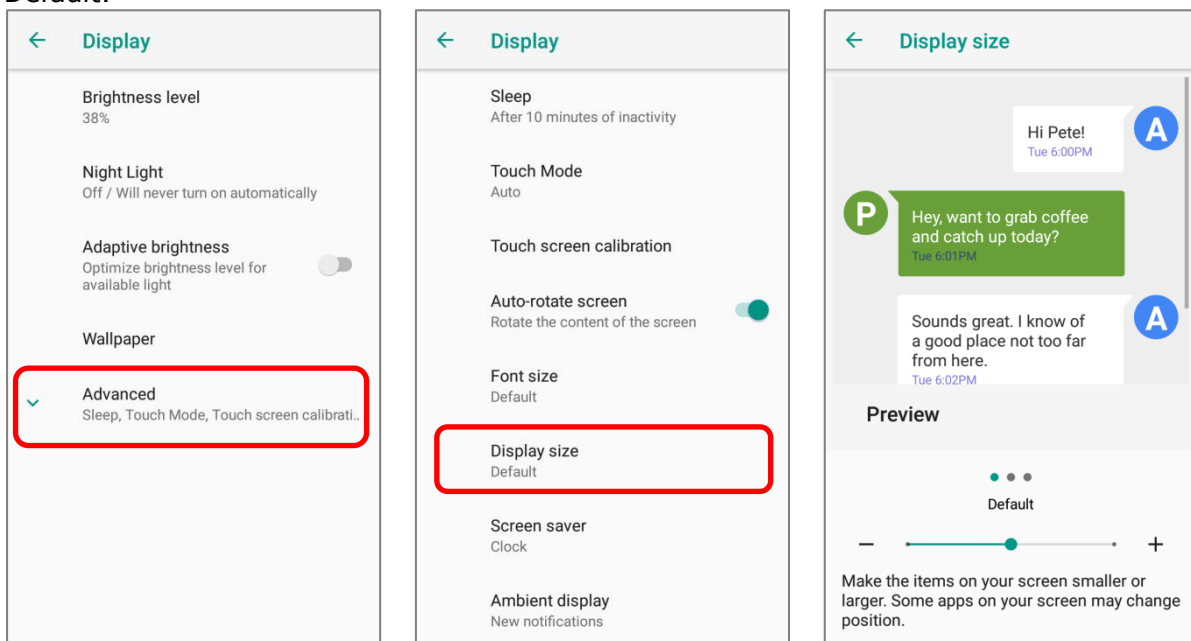 Default.
Display
Brightness level
38%
Night Light
Off / Will never turn on automatically
Adaptive brightness
Optimize brightness level for
available light
Wallpaper
Advanced
Sleep, Touch Mode, Touch screen calibrati..
Display
Sleep
After 10 minutes of inactivity
Touch Mode
Auto
Touch screen calibration
Auto-rotate screen
Rotate the content of the screen
Font size
Default
Display size
Default
Screen saver
Clock
Ambient display
New notifications
Display size
Hi Pete!
Tue 6:00PM
A
P
Hey, want to grab coffee
and catch up today?
Tue 6:01PM
Sounds great. I know of
a good place not too far
from here.
Tue 6:02PM
A
Preview
Default
Make the items on your screen smaller or
larger. Some apps on your screen may change
position.